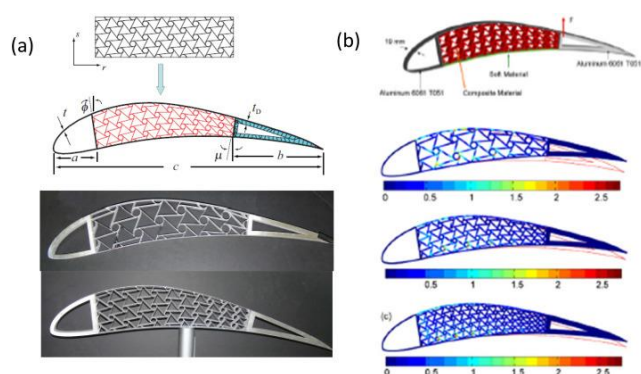 (a)
s
r
t
ϕ
t_D
a
μ
b
c
(b)
F
10 mm
Aluminum 6061 T651
Soft Material
Aluminum 6061 T651
Composite Material
0 0.5 1 1.5 2 2.5
0 0.5 1 1.5 2 2.5
(c)
0 0.5 1 1.5 2 2.5